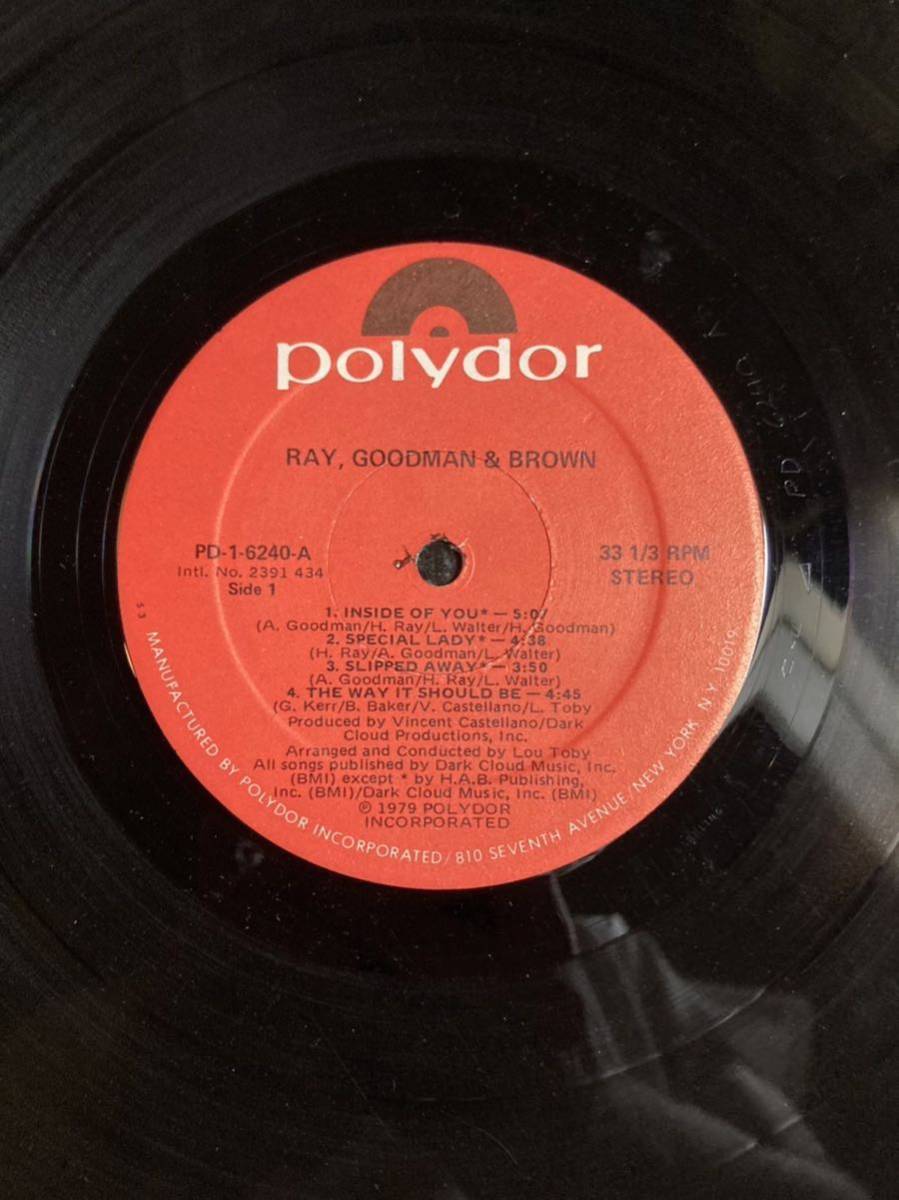 polydor
RAY, GOODMAN & BROWN
PD-1-6240-A
Intl. No. 2391 434
Side 1
33 1/3 RPM
STEREO
1. INSIDE OF YOU* — 5:07
(A. Goodman/H. Ray/L. Walter/H. Goodman)
2. SPECIAL LADY* — 4:38
(H. Ray/A. Goodman/L. Walter)
3. SLIPPED AWAY* — 3:50
(A. Goodman/H. Ray/L. Walter)
4. THE WAY IT SHOULD BE — 4:45
(G. Kerr/B. Baker/V. Castellano/L. Toby
Produced by Vincent Castellano/Dark
Cloud Productions, Inc.
Arranged and Conducted by Lou Toby
All songs published by Dark Cloud Music, Inc.
(BMI) except * by H.A.B. Publishing,
Inc. (BMI)/Dark Cloud Music, Inc. (BMI)
℗ 1979 POLYDOR
INCORPORATED
53 MANUFACTURED BY POLYDOR INCORPORATED/810 SEVENTH AVENUE/NEW YORK N.Y. 10019